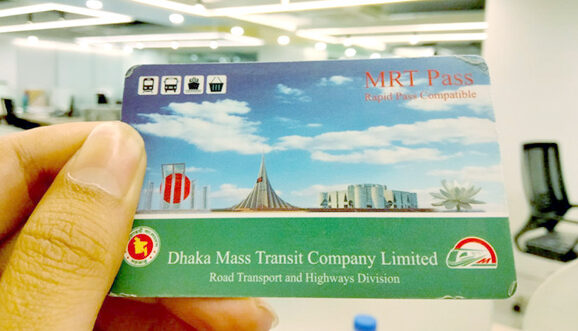 MRT Pass
Rapid Pass Compatible
Dhaka Mass Transit Company Limited
Road Transport and Highways Division